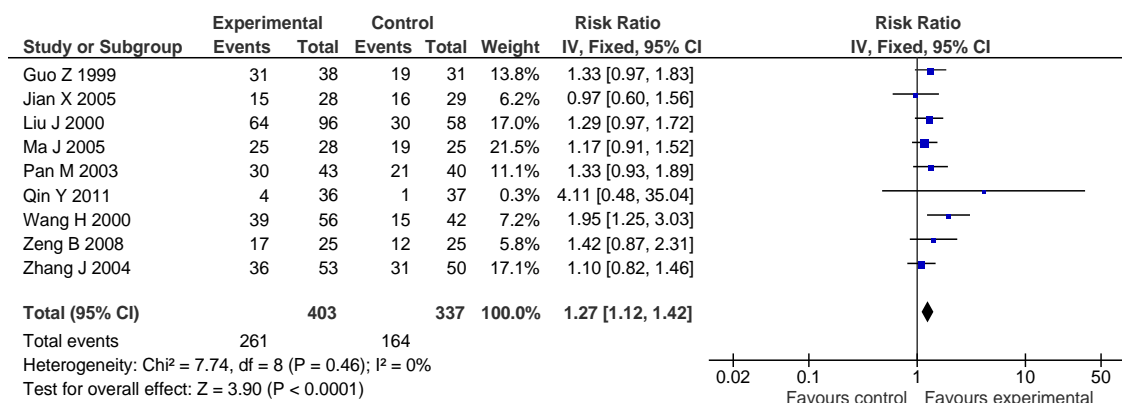 Experimental Control Risk Ratio Risk Ratio
Study or Subgroup Events Total Events Total Weight IV, Fixed, 95% CI IV, Fixed, 95% CI
Guo Z 1999 31 38 19 31 13.8% 1.33 [0.97, 1.83]
Jian X 2005 15 28 16 29 6.2% 0.97 [0.60, 1.56]
Liu J 2000 64 96 30 58 17.0% 1.29 [0.97, 1.72]
Ma J 2005 25 28 19 25 21.5% 1.17 [0.91, 1.52]
Pan M 2003 30 43 21 40 11.1% 1.33 [0.93, 1.89]
Qin Y 2011 4 36 1 37 0.3% 4.11 [0.48, 35.04]
Wang H 2000 39 56 15 42 7.2% 1.95 [1.25, 3.03]
Zeng B 2008 17 25 12 25 5.8% 1.42 [0.87, 2.31]
Zhang J 2004 36 53 31 50 17.1% 1.10 [0.82, 1.46]
Total (95% CI) 403 337 100.0% 1.27 [1.12, 1.42]
Total events 261 164
Heterogeneity: Chi² = 7.74, df = 8 (P = 0.46); I² = 0%
Test for overall effect: Z = 3.90 (P < 0.0001)
0.02 0.1 1 10 50
Favours control Favours experimental